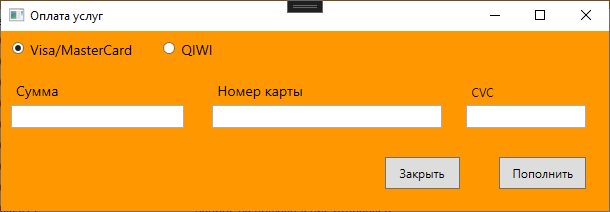 Оплата услуг
Visa/MasterCard QIWI
Сумма Номер карты CVC
Закрыть Пополнить